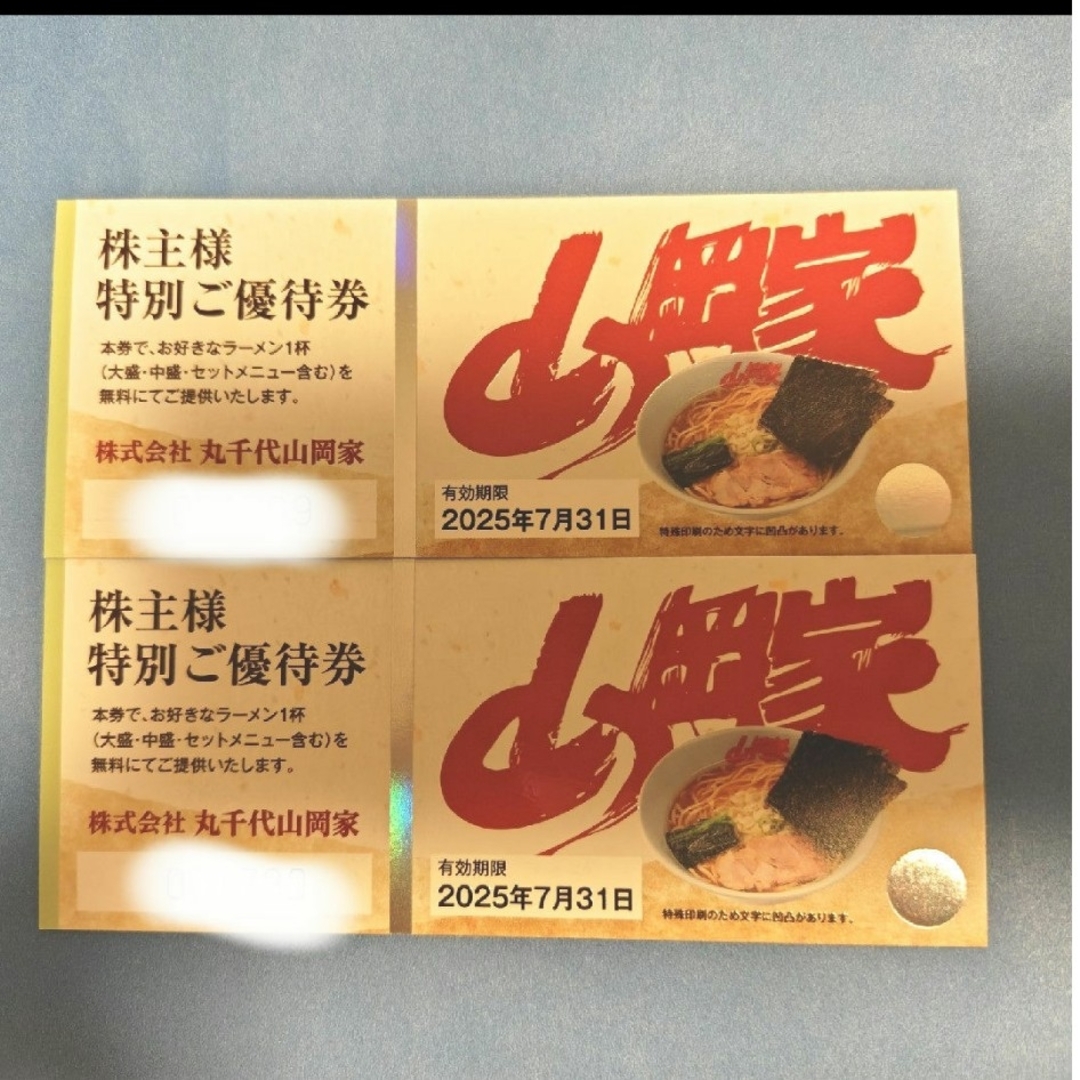 株主様
特別ご優待券
本券で、お好きなラーメン1杯
(大盛・中盛・セットメニュー含む)を
無料にてご提供いたします。
株式会社 丸千代山岡家
山岡家
山岡家
有効期限
2025年7月31日
特殊印刷のため文字に凹凸があります。
株主様
特別ご優待券
本券で、お好きなラーメン1杯
(大盛・中盛・セットメニュー含む)を
無料にてご提供いたします。
株式会社 丸千代山岡家
山岡家
山岡家
有効期限
2025年7月31日
特殊印刷のため文字に凹凸があります。